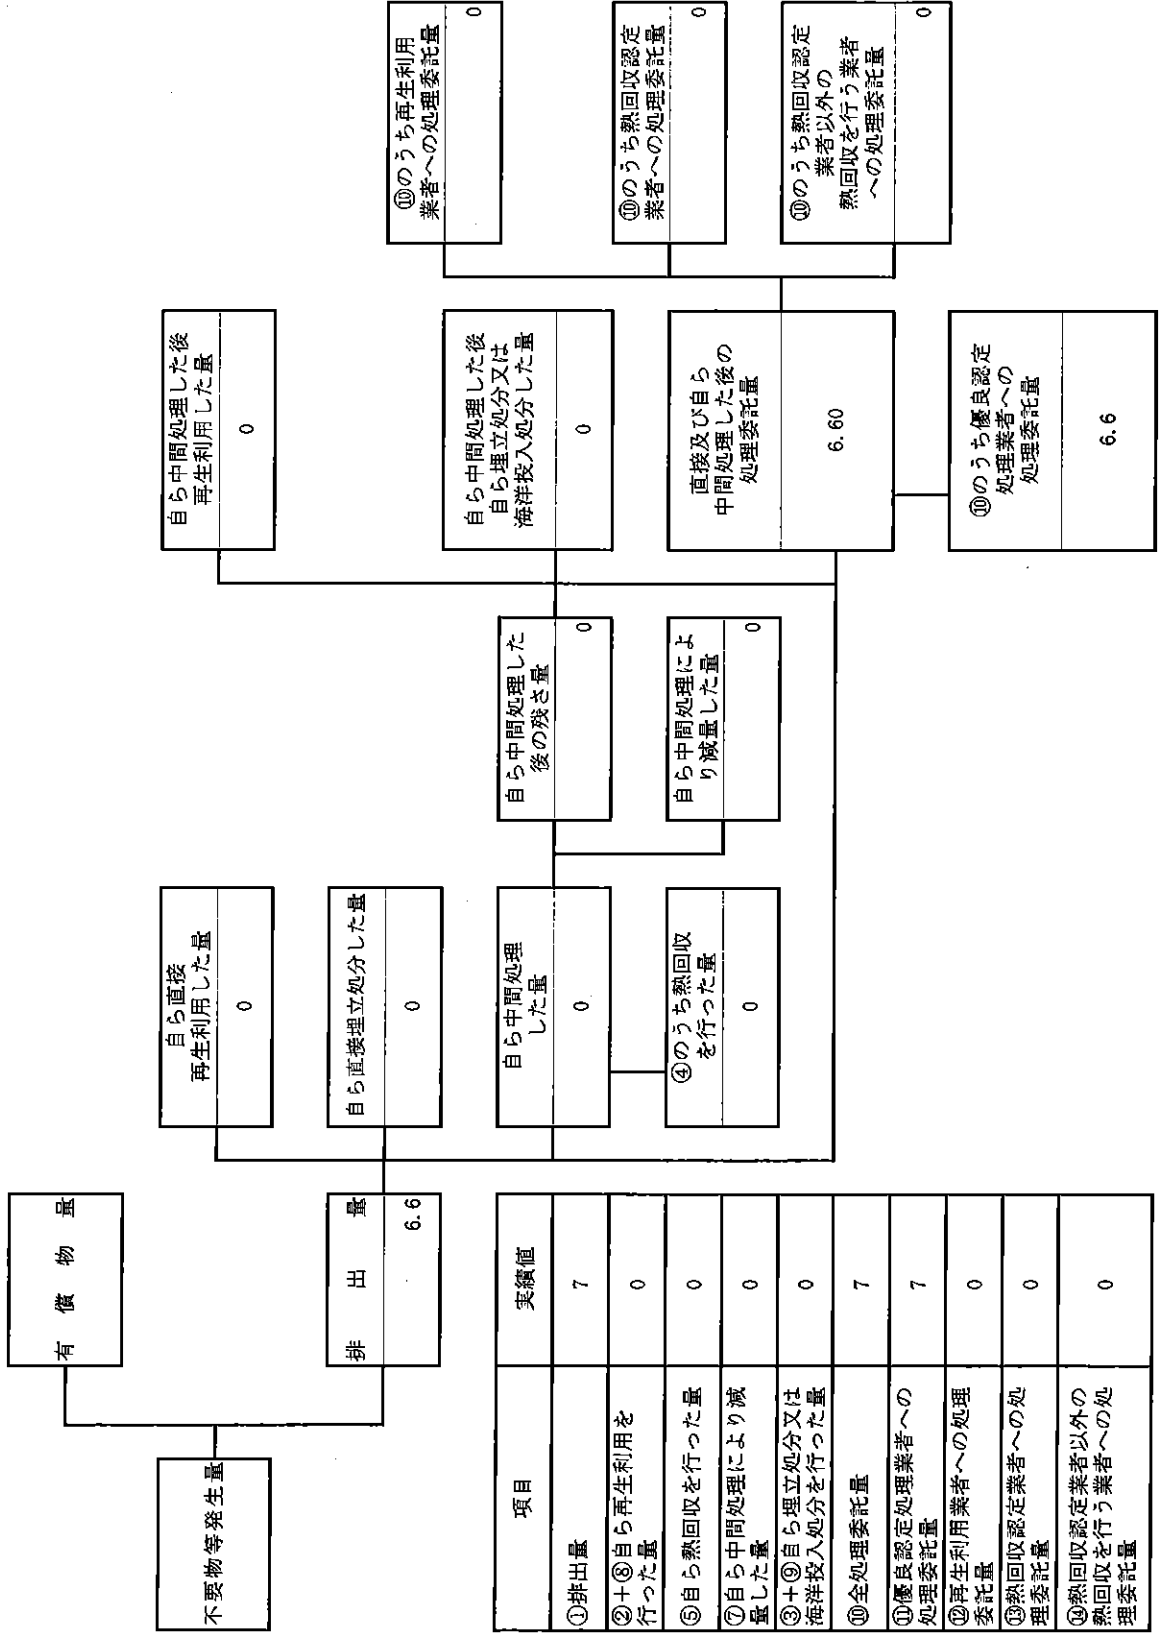 不要物等発生量
有償物量
排出量
6.6
自ら直接
再生利用した量
0
自ら直接埋立処分した量
0
自ら中間処理
した量
0
④のうち熱回収
を行った量
0
自ら中間処理した
後の残さ量
0
自ら中間処理によ
り減量した量
0
自ら中間処理した後
再生利用した量
0
自ら中間処理した後
自ら埋立処分又は
海洋投入処分した量
0
直接及び自ら
中間処理した後の
処理委託量
6.60
⑩のうち優良認定
処理業者への
処理委託量
6.6
⑩のうち再生利用
業者への処理委託量
0
⑩のうち熱回収認定
業者への処理委託量
0
⑩のうち熱回収認定
業者以外の
熱回収を行う業者
への処理委託量
0
項目 実績値
①排出量 7
②+⑧自ら再生利用を
行った量 0
⑤自ら熱回収を行った量 0
⑦自ら中間処理により減
量した量 0
③+⑨自ら埋立処分又は
海洋投入処分を行った量 0
⑩全処理委託量 7
⑪優良認定処理業者への
処理委託量 7
⑫再生利用業者への処理
委託量 0
⑬熱回収認定業者への処
理委託量 0
⑭熱回収認定業者以外の
熱回収を行う業者への処
理委託量 0